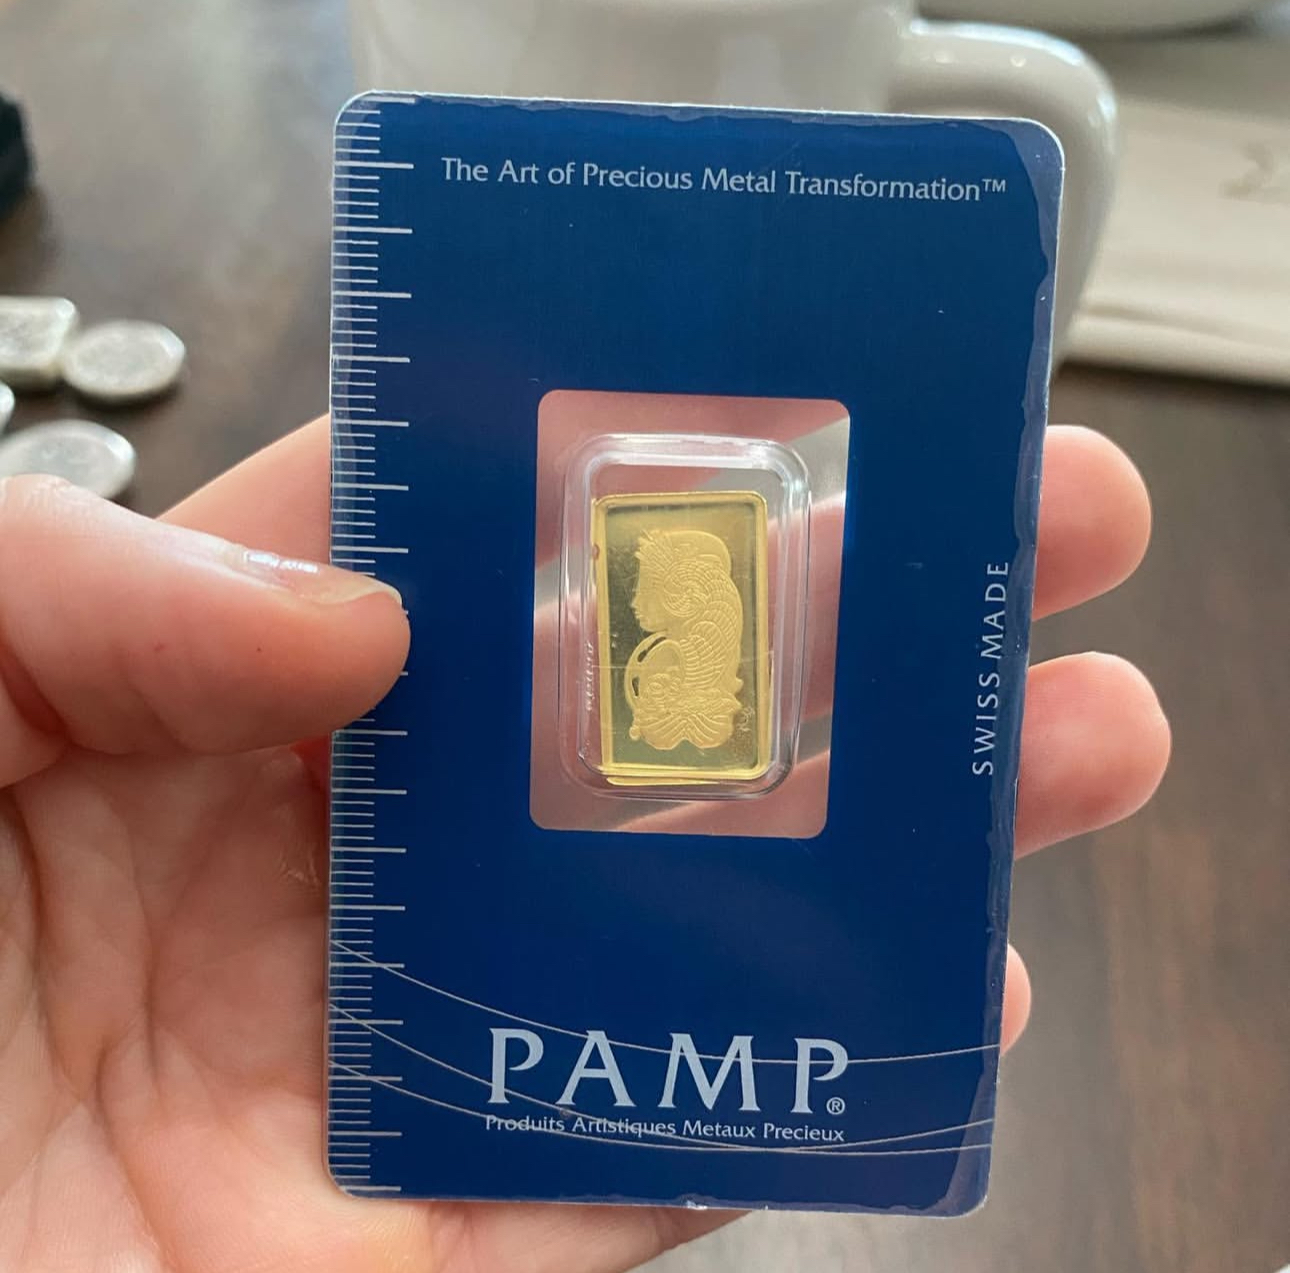 The Art of Precious Metal Transformation™
SWISS MADE
PAMP®
Produits Artistiques Metaux Precieux